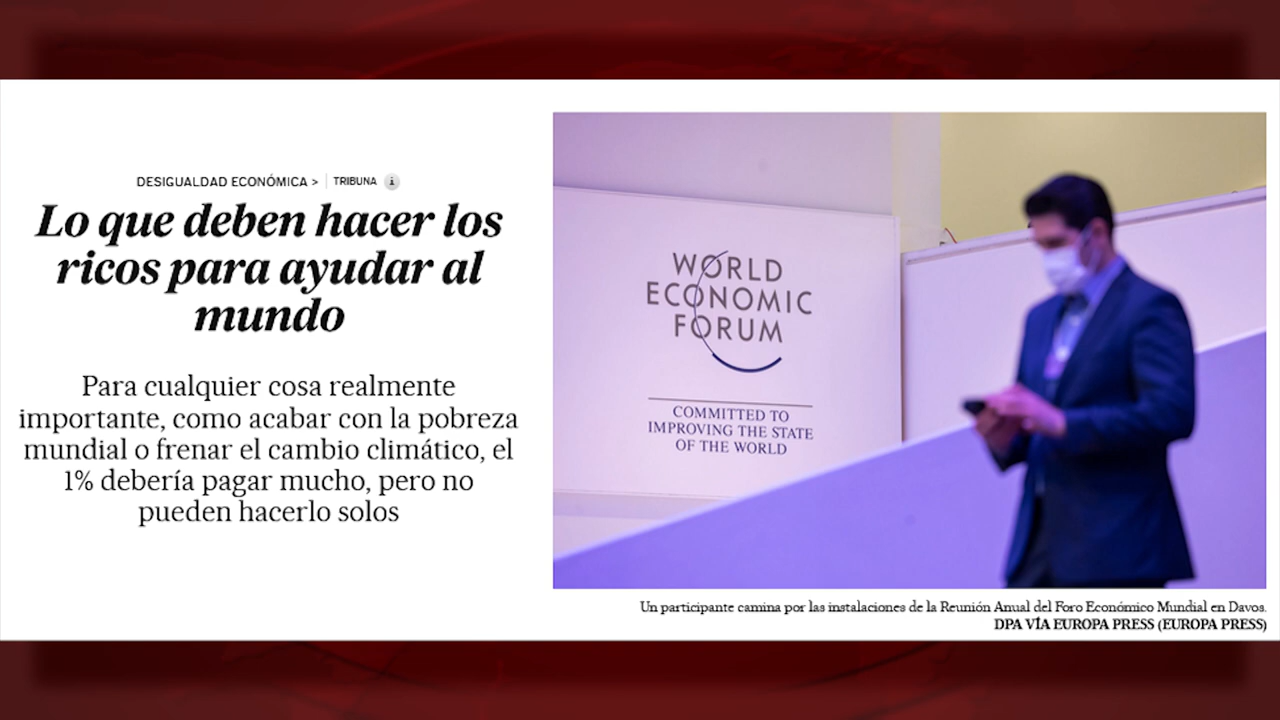 DESIGUALDAD ECONÓMICA > | TRIBUNA i
Lo que deben hacer los
ricos para ayudar al
mundo
Para cualquier cosa realmente
importante, como acabar con la pobreza
mundial o frenar el cambio climático, el
1% debería pagar mucho, pero no
pueden hacerlo solos
WORLD
ECONOMIC
FORUM
COMMITTED TO
IMPROVING THE STATE
OF THE WORLD
Un participante camina por las instalaciones de la Reunión Anual del Foro Económico Mundial en Davos.
DPA VÍA EUROPA PRESS (EUROPA PRESS)